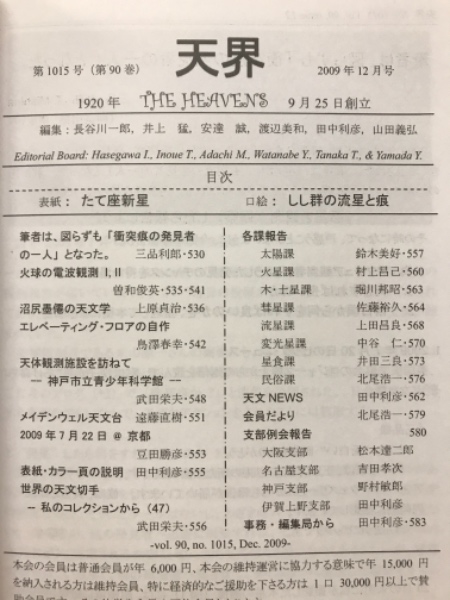 天界
第1015号（第90巻）
2009年12月号
1920年 THE HEAVENS 9月25日創立
編集：長谷川一郎，井上 猛，安達 誠，渡辺美和，田中利彦，山田義弘
Editorial Board: Hasegawa I., Inoue T., Adachi M., Watanabe Y., Tanaka T., & Yamada Y.
目次
表紙： たて座新星
口絵： しし群の流星と痕
筆者は、図らずも「衝突痕の発見者
の一人」となった。 三品利郎・530
火球の電波観測 I, II
曽和俊英・535・541
沼尻墨僊の天文学 上原貞治・536
エレベーティング・フロアの自作
鳥澤春幸・542
天体観測施設を訪ねて
－ 神戸市立青少年科学館 －－
武田栄夫・548
メイデンウェル天文台 遠藤直樹・551
2009年7月22日 @ 京都
豆田勝彦・553
表紙・カラー頁の説明 田中利彦・555
世界の天文切手
－ 私のコレクションから（47）
武田栄夫・556
各課報告
太陽課 鈴木美好・557
火星課 村上昌己・560
木・土星課 堀川邦昭・563
彗星課 佐藤裕久・564
流星課 上田昌良・568
変光星課 中谷 仁・570
星食課 井田三良・573
民俗課 北尾浩一・576
天文NEWS 田中利彦・562
会員だより 北尾浩一・579
支部例会報告 580
大阪支部 松本達二郎
名古屋支部 吉田孝次
神戸支部 野村敏郎
伊賀上野支部 田中利彦
事務・編集局から 田中利彦・583
-vol. 90, no. 1015, Dec. 2009-
本会の会員は普通会員が年 6,000円、本会の維持運営に協力する意味で年 15,000円
を納入される方は維持会員、特に経済的なご援助を下さる方は 1口 30,000円以上で賛